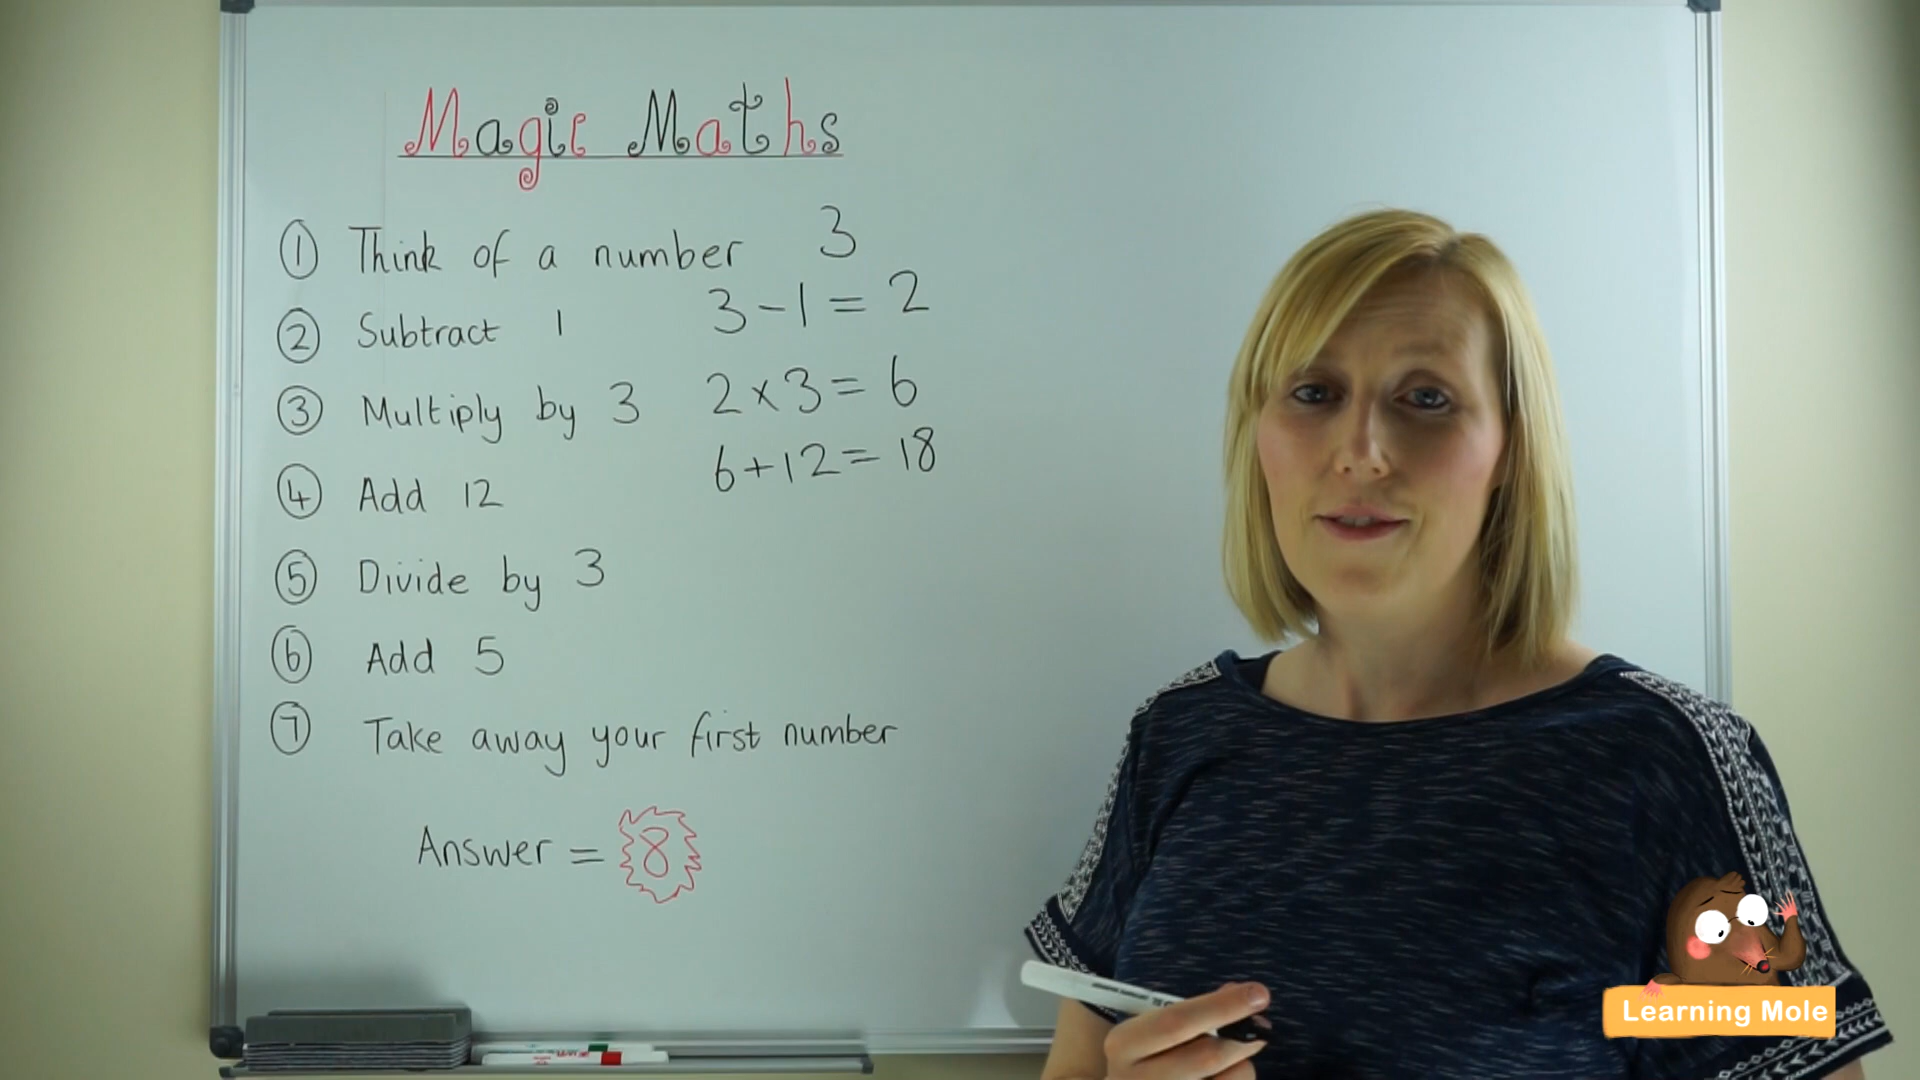 Magic Maths
① Think of a number 3
② Subtract 1 3-1=2
③ Multiply by 3 2×3=6
④ Add 12 6+12=18
⑤ Divide by 3
⑥ Add 5
⑦ Take away your first number
Answer = 8
Learning Mole